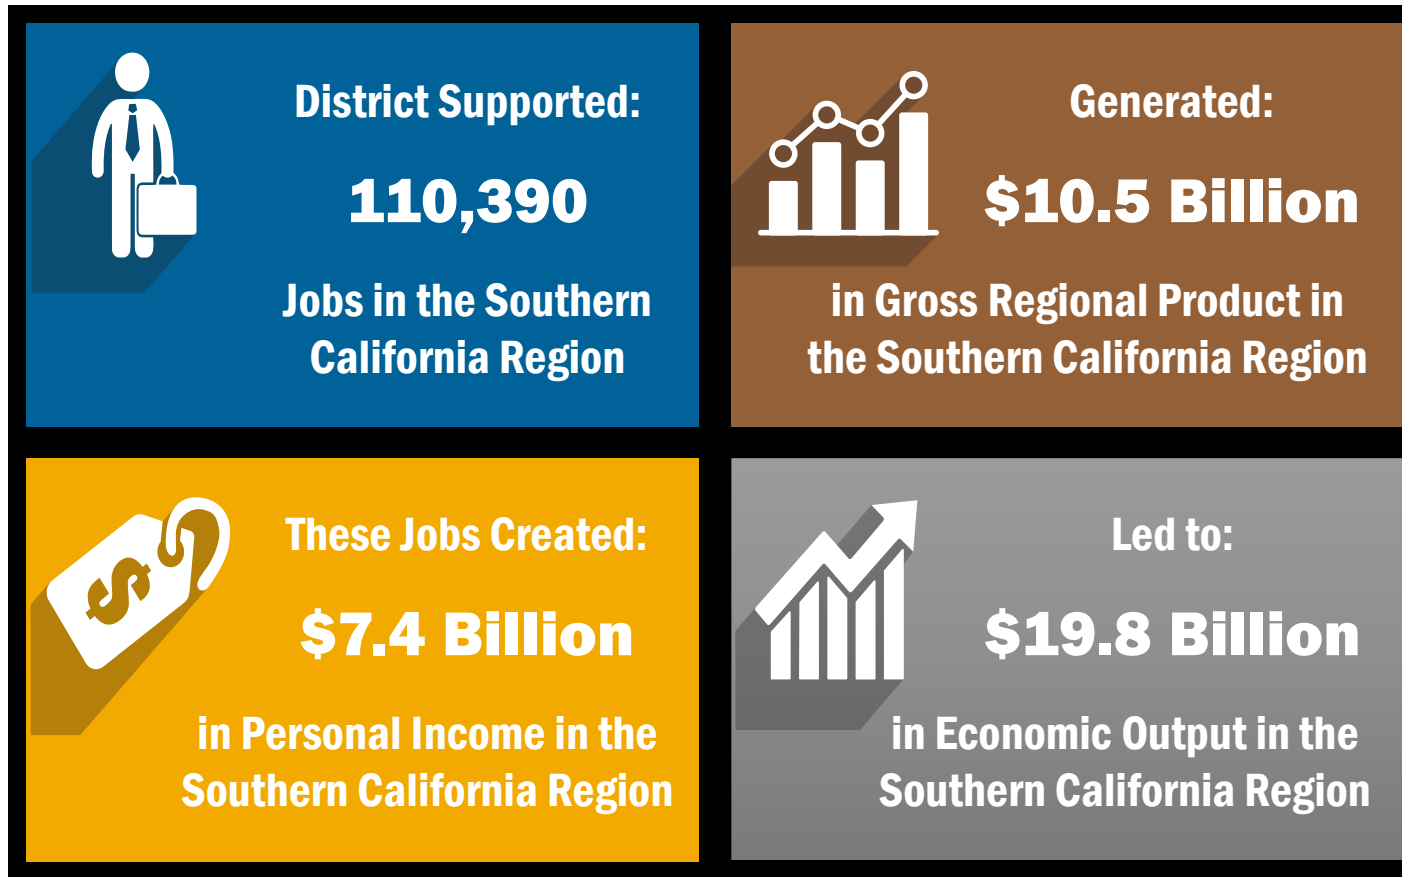 District Supported:
110,390
Jobs in the Southern
California Region
Generated:
$10.5 Billion
in Gross Regional Product in
the Southern California Region
$
These Jobs Created:
$7.4 Billion
in Personal Income in the
Southern California Region
Led to:
$19.8 Billion
in Economic Output in the
Southern California Region